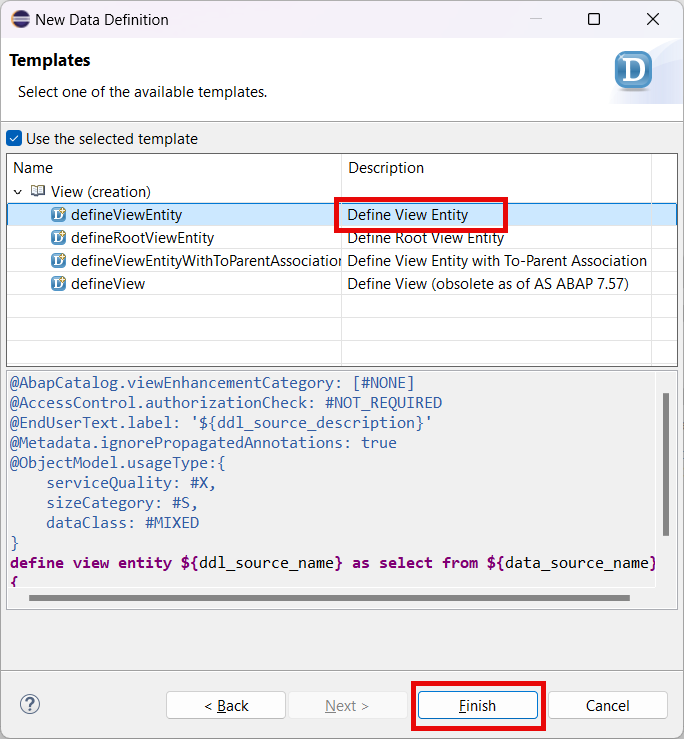 New Data Definition
Templates
Select one of the available templates.
D
Use the selected template
Name Description
View (creation)
defineViewEntity Define View Entity
defineRootViewEntity Define Root View Entity
defineViewEntityWithToParentAssociation Define View Entity with To-Parent Association
defineView Define View (obsolete as of AS ABAP 7.57)
@AbapCatalog.viewEnhancementCategory: [#NONE]
@AccessControl.authorizationCheck: #NOT_REQUIRED
@EndUserText.label: '${ddl_source_description}'
@Metadata.ignorePropagatedAnnotations: true
@ObjectModel.usageType:{
    serviceQuality: #X,
    sizeCategory: #S,
    dataClass: #MIXED
}
define view entity ${ddl_source_name} as select from ${data_source_name}
{
? < Back Next > Finish Cancel